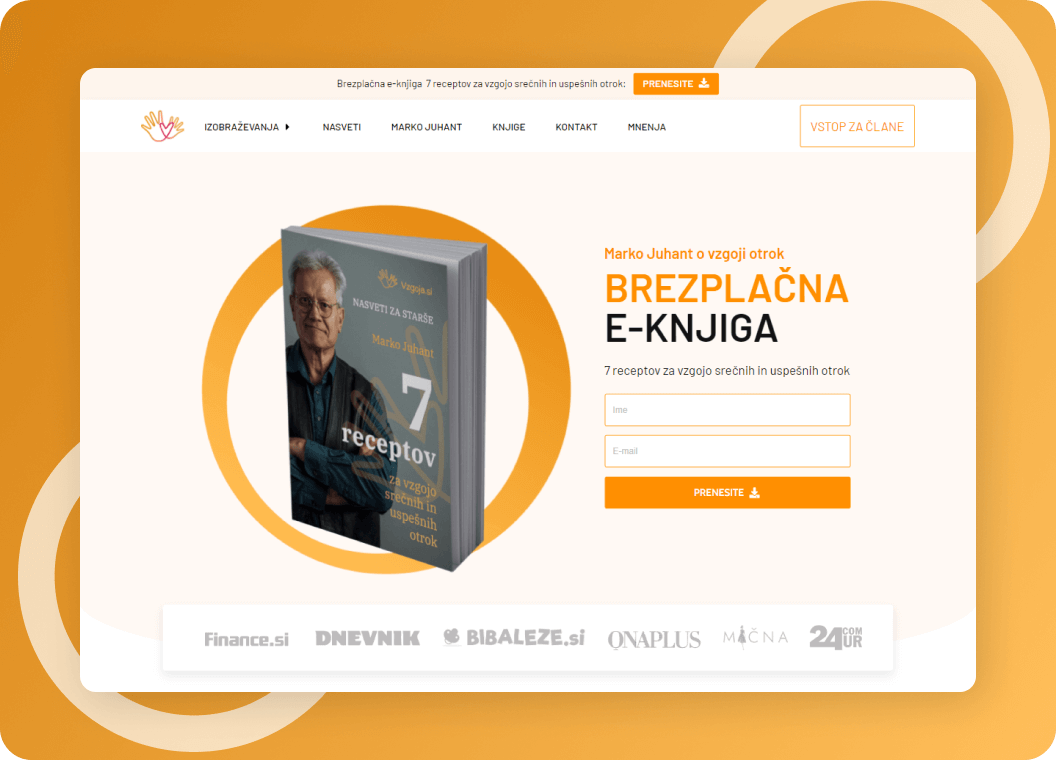 Brezplačna e-knjiga 7 receptov za vzgojo srečnih in uspešnih otrok: PRENESITE
IZOBRAŽEVANJA NASVETI MARKO JUHANT KNJIGE KONTAKT MNENJA VSTOP ZA ČLANE
Vzgoja.si
NASVETI ZA STARŠE
Marko Juhant
7
receptov
za vzgojo
srečnih in
uspešnih
otrok
Marko Juhant o vzgoji otrok
BREZPLAČNA
E-KNJIGA
7 receptov za vzgojo srečnih in uspešnih otrok
Ime
E-mail
PRENESITE
Finance.si DNEVNIK BIBALEZE.si ONAPLUS MIČNA 24UR.COM